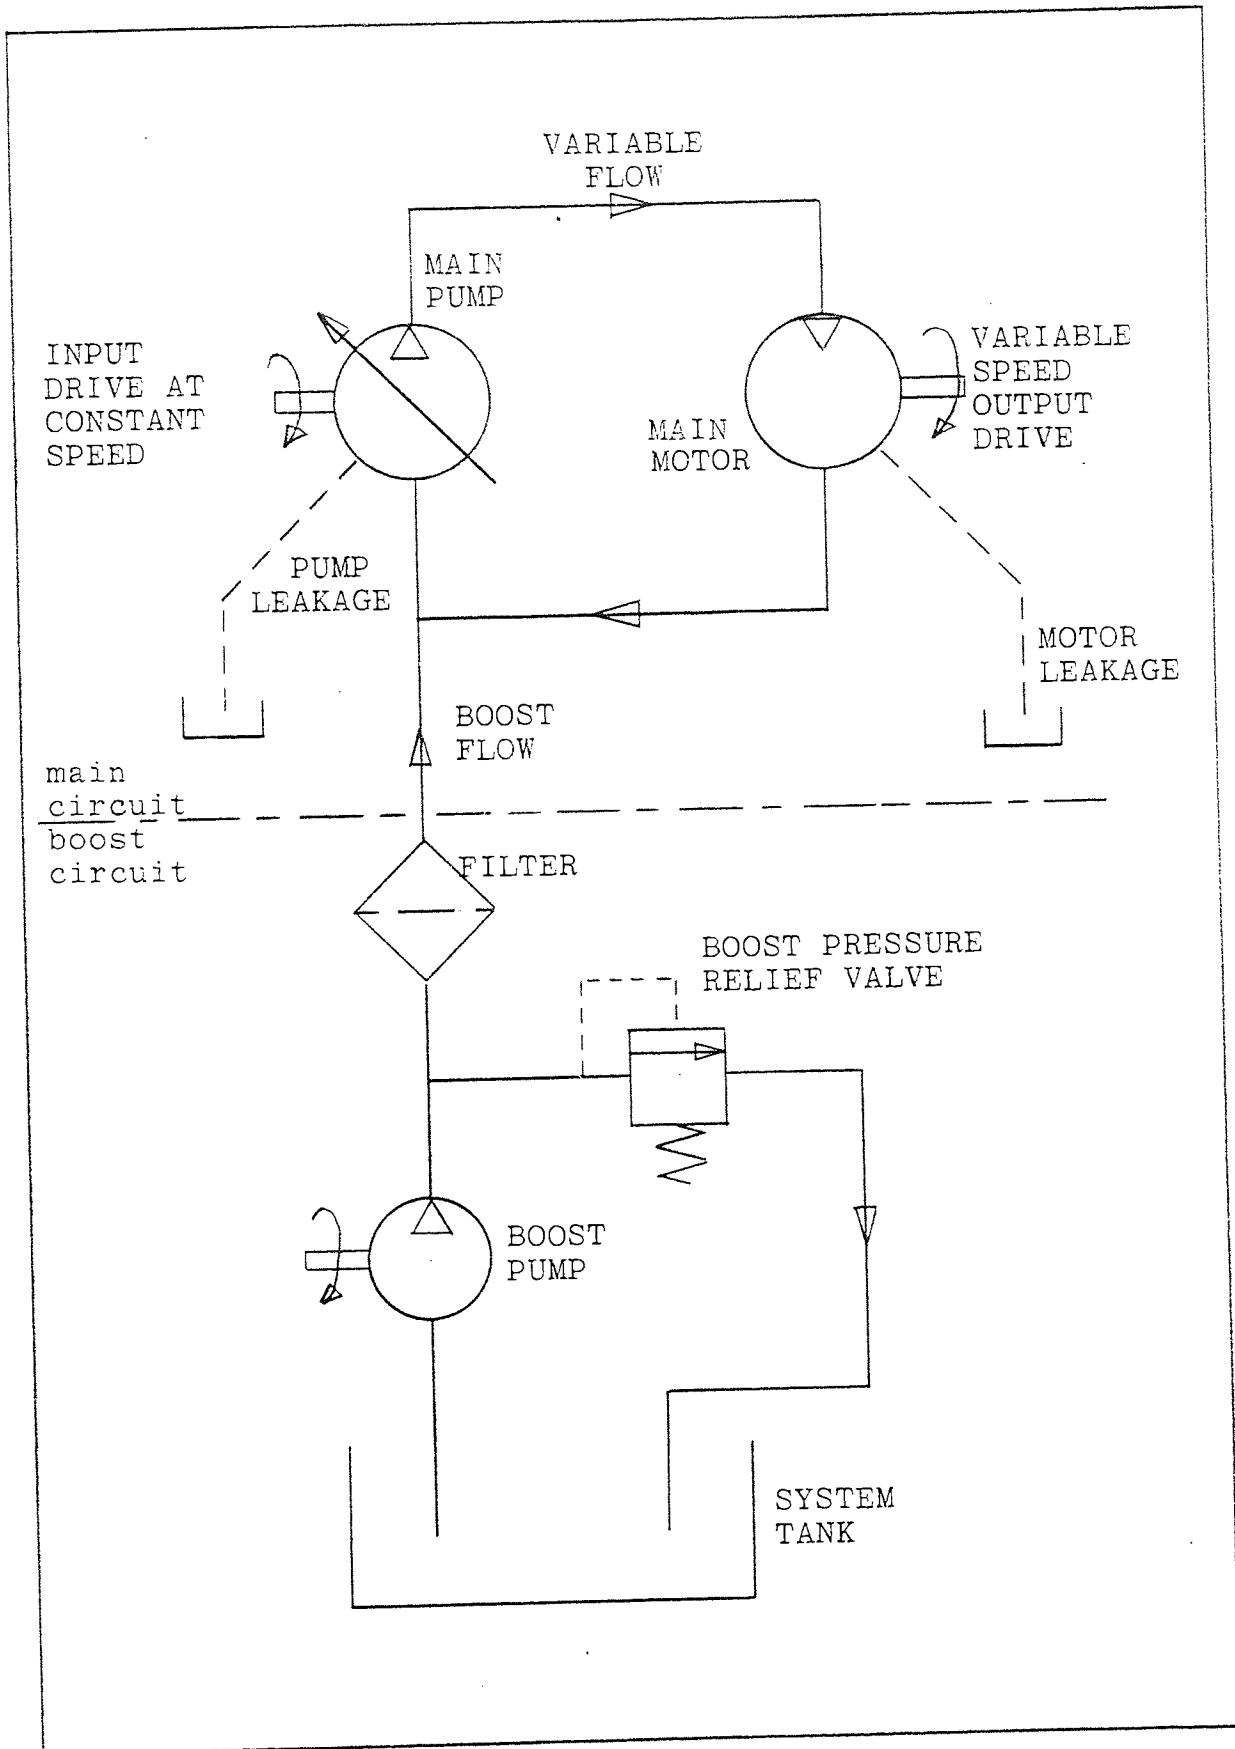 VARIABLE
FLOW
MAIN
PUMP
INPUT
DRIVE AT
CONSTANT
SPEED
VARIABLE
SPEED
OUTPUT
DRIVE
MAIN
MOTOR
PUMP
LEAKAGE
MOTOR
LEAKAGE
BOOST
FLOW
main
circuit
boost
circuit
FILTER
BOOST PRESSURE
RELIEF VALVE
BOOST
PUMP
SYSTEM
TANK